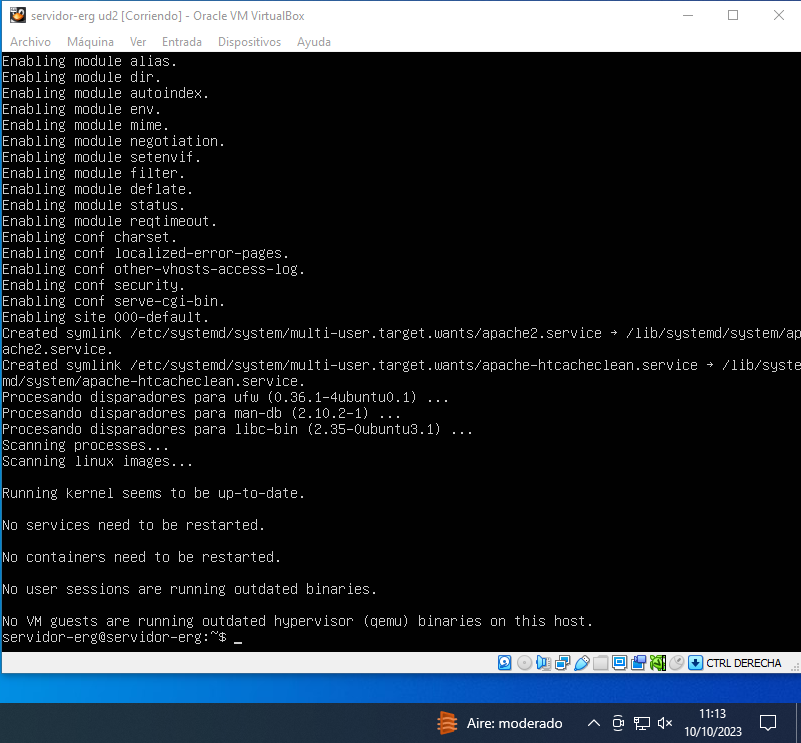 servidor-erg ud2 [Corriendo] - Oracle VM VirtualBox
Archivo Máquina Ver Entrada Dispositivos Ayuda
Enabling module alias.
Enabling module dir.
Enabling module autoindex.
Enabling module env.
Enabling module mime.
Enabling module negotiation.
Enabling module setenvif.
Enabling module filter.
Enabling module deflate.
Enabling module status.
Enabling module reqtimeout.
Enabling conf charset.
Enabling conf localized-error-pages.
Enabling conf other-vhosts-access-log.
Enabling conf security.
Enabling conf serve-cgi-bin.
Enabling site 000-default.
Created symlink /etc/systemd/system/multi-user.target.wants/apache2.service → /lib/systemd/system/ap
ache2.service.
Created symlink /etc/systemd/system/multi-user.target.wants/apache-htcacheclean.service → /lib/syste
md/system/apache-htcacheclean.service.
Procesando disparadores para ufw (0.36.1-4ubuntu0.1) ...
Procesando disparadores para man-db (2.10.2-1) ...
Procesando disparadores para libc-bin (2.35-0ubuntu3.1) ...
Scanning processes...
Scanning linux images...
Running kernel seems to be up-to-date.
No services need to be restarted.
No containers need to be restarted.
No user sessions are running outdated binaries.
No VM guests are running outdated hypervisor (qemu) binaries on this host.
servidor-erg@servidor-erg:~$ _
CTRL DERECHA
Aire: moderado
11:13
10/10/2023